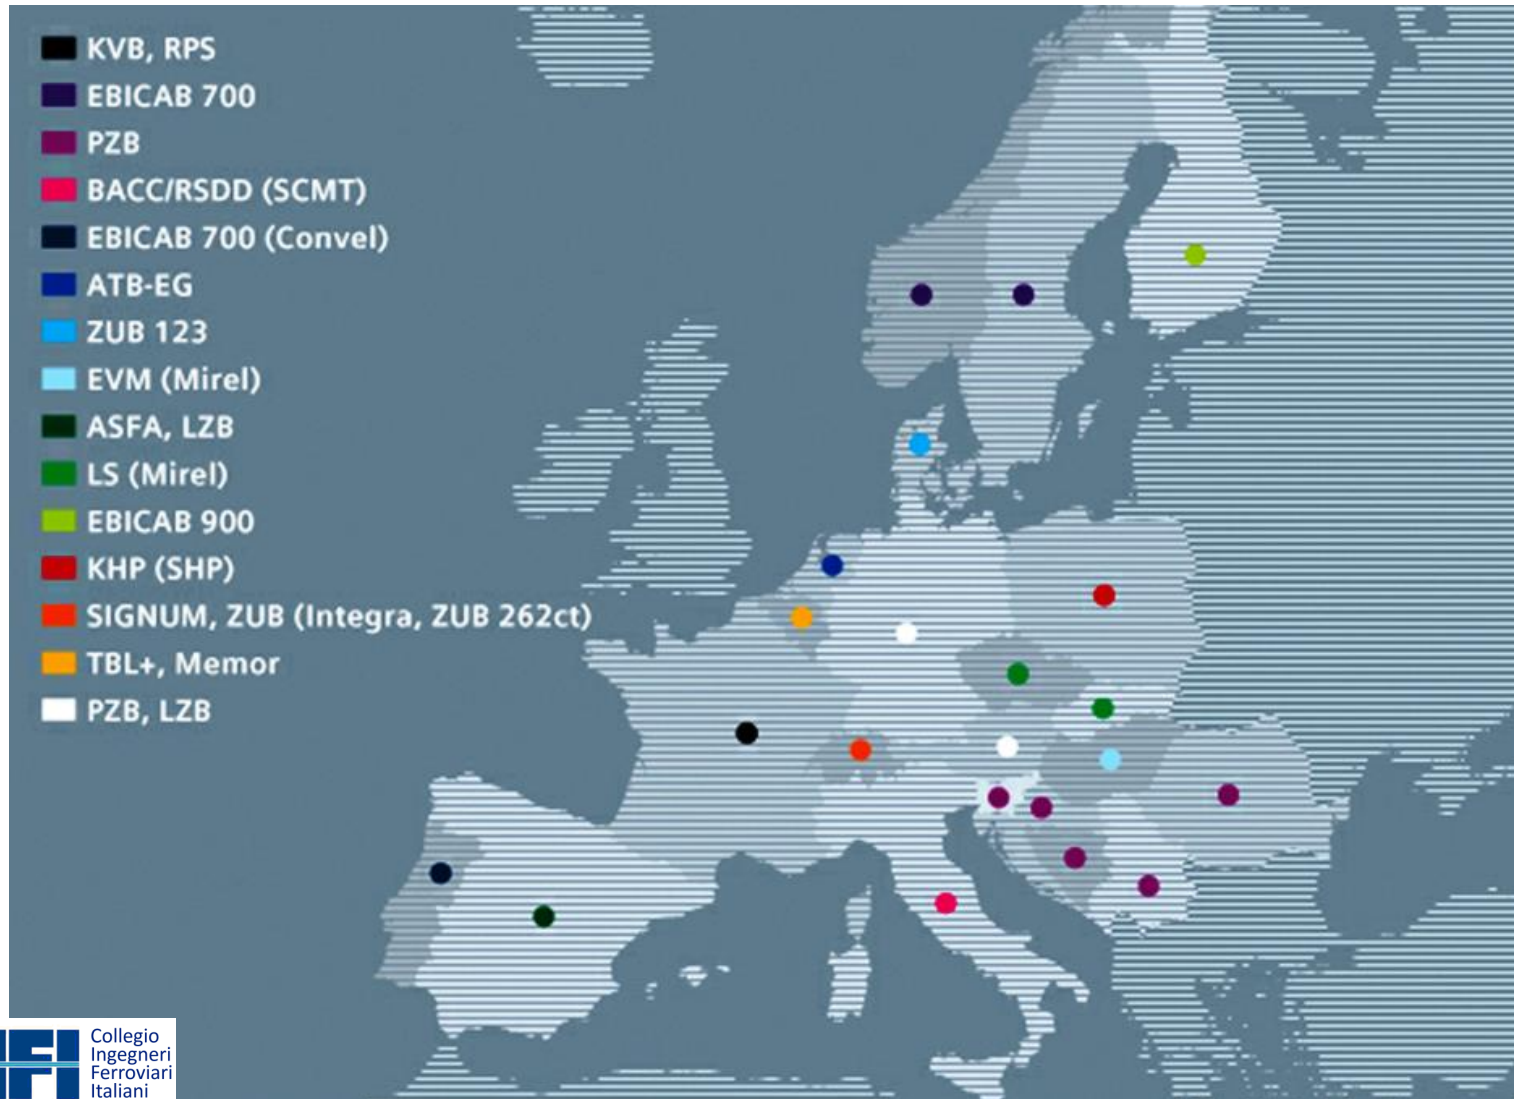 KVB, RPS
EBICAB 700
PZB
BACC/RSDD (SCMT)
EBICAB 700 (Convel)
ATB-EG
ZUB 123
EVM (Mirel)
ASFA, LZB
LS (Mirel)
EBICAB 900
KHP (SHP)
SIGNUM, ZUB (Integra, ZUB 262ct)
TBL+, Memor
PZB, LZB
IFI
Collegio
Ingegneri
Ferroviari
Italiani